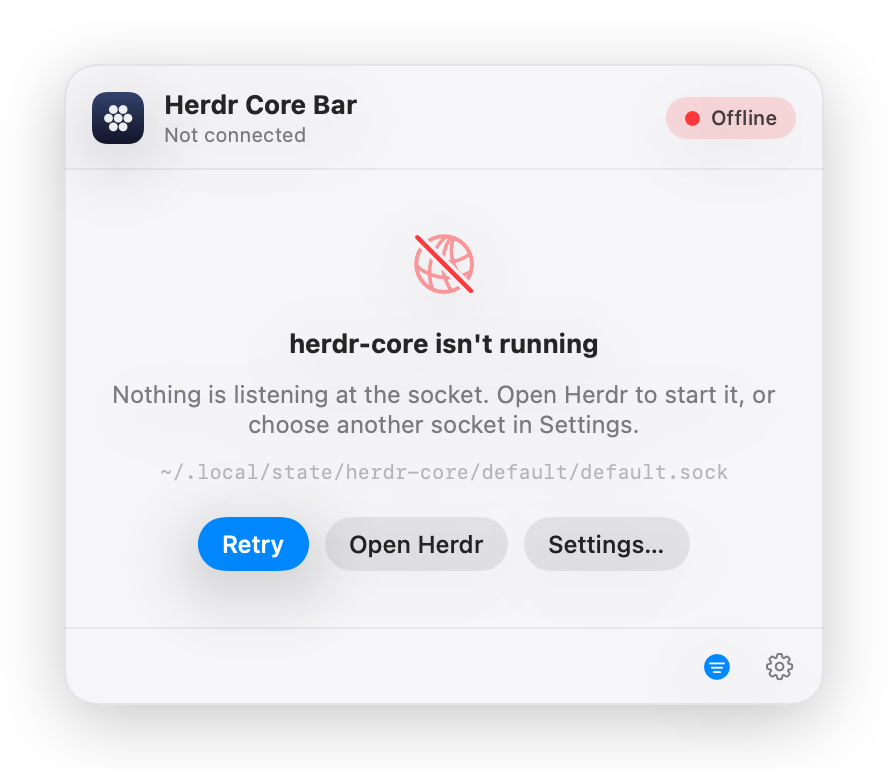 Herdr Core Bar
Not connected
Offline
herdr-core isn't running
Nothing is listening at the socket. Open Herdr to start it, or
choose another socket in Settings.
~/.local/state/herdr-core/default/default.sock
Retry
Open Herdr
Settings...